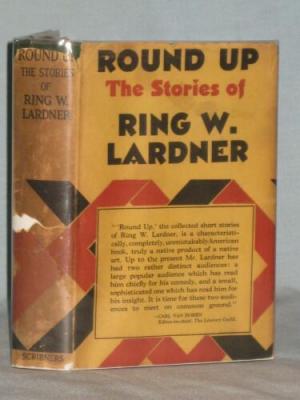 ROUND UP
THE STORIES
OF
RING W.
LARDNER
SCRIBNERS
ROUND UP
The Stories of
RING W.
LARDNER
"'Round Up,' the collected short stories
of Ring W. Lardner, is a characteristi-
cally, completely, unmistakably American
book, truly a native product of a native
art. Up to the present Mr. Lardner has
had two rather distinct audiences: a
large popular audience which has read
him chiefly for his comedy, and a small,
sophisticated one which has read him for
his insight. It is time for these two audi-
ences to meet on common ground."
—CARL VAN DOREN
Editor-in-chief, The Literary Guild.